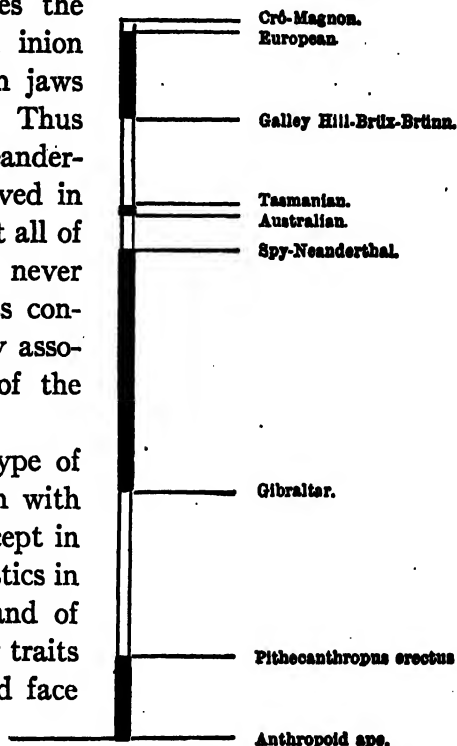 es the
inion
n jaws
Thus
eander-
ved in
t all of
never
s con-
y asso-
of the
ype of
n with
cept in
stics in
and of
traits
d face
Crô-Magnon.
European
Galley Hill-Brüx-Brünn.
Tasmanian.
Australian.
Spy-Neanderthal.
Gibraltar.
Pithecanthropus erectus
Anthropoid ape.